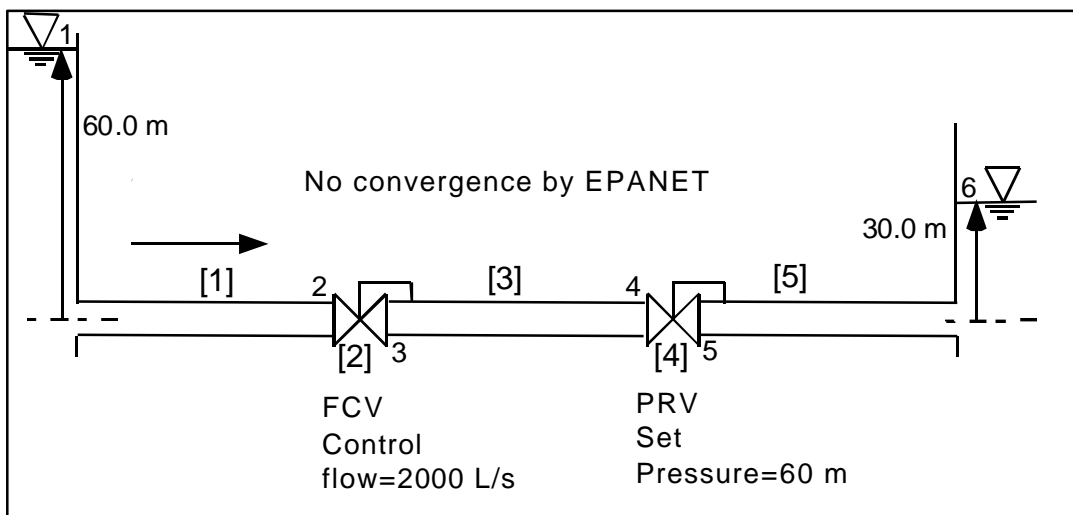 1
60.0 m
No convergence by EPANET
6
30.0 m
[1]
2
[3]
4
[5]
[2]
3
[4]
5
FCV
Control
flow=2000 L/s
PRV
Set
Pressure=60 m